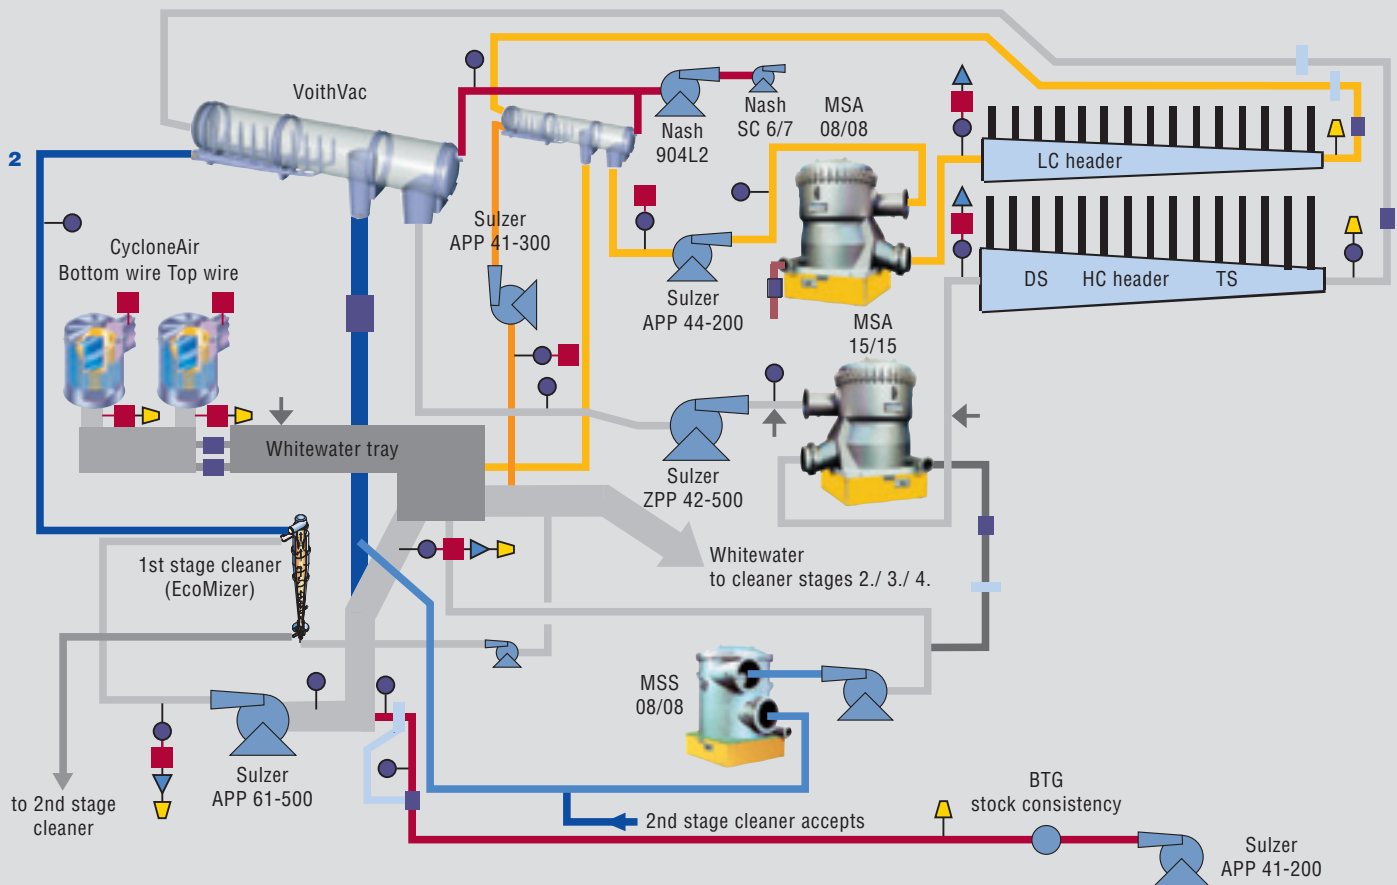 VoithVac
Nash
904L2
Nash
SC 6/7
MSA
08/08
LC header
2
CycloneAir
Bottom wire Top wire
Sulzer
APP 41-300
Sulzer
APP 44-200
DS
HC header
TS
MSA
15/15
Whitewater tray
Sulzer
ZPP 42-500
1st stage cleaner
(EcoMizer)
Whitewater
to cleaner stages 2./ 3./ 4.
MSS
08/08
Sulzer
APP 61-500
to 2nd stage
cleaner
2nd stage cleaner accepts
BTG
stock consistency
Sulzer
APP 41-200